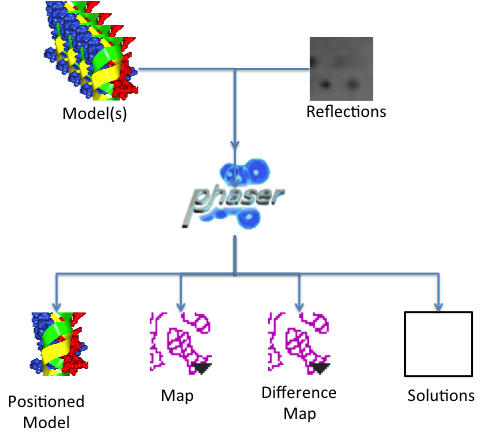 Model(s)
Reflections
phaser
Positioned
Model
Map
Difference
Map
Solutions